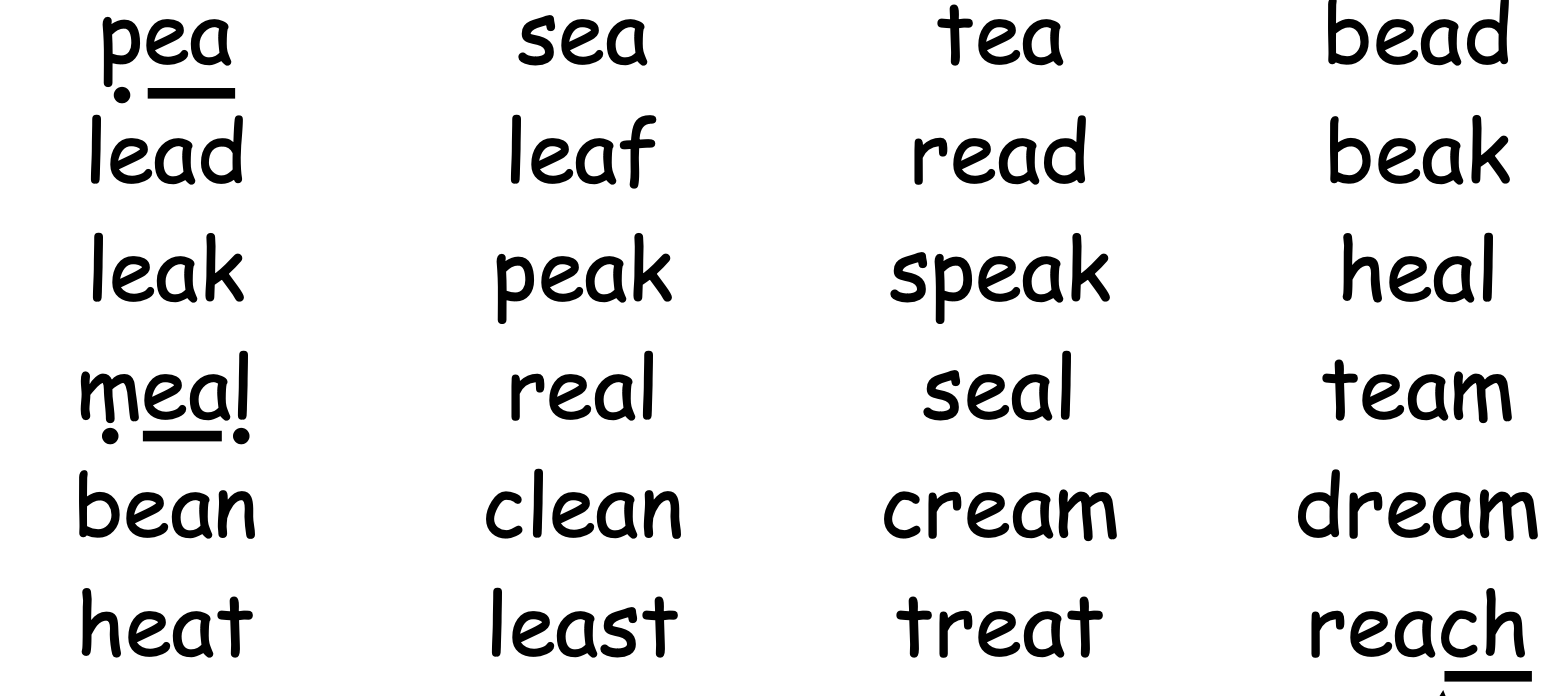 pea sea tea bead
lead leaf read beak
leak peak speak heal
meal real seal team
bean clean cream dream
heat least treat reach